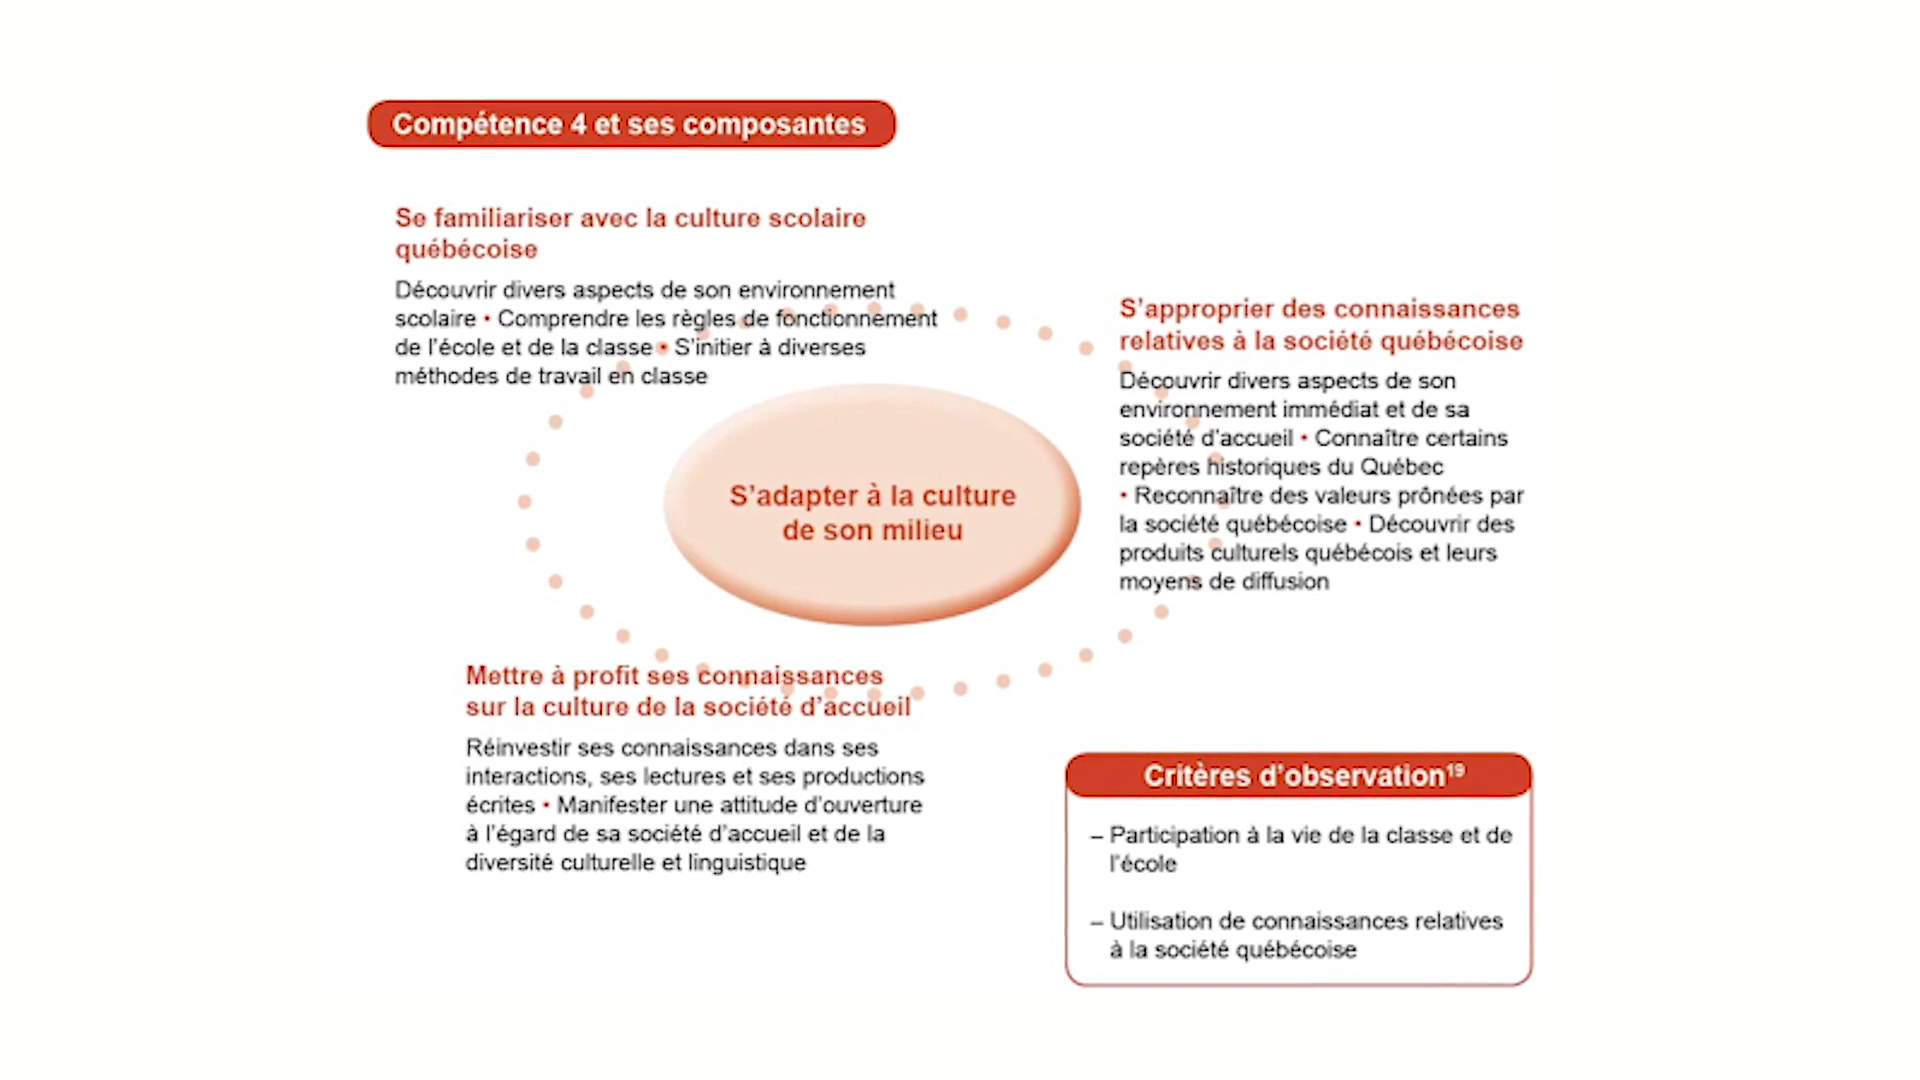 Compétence 4 et ses composantes
Se familiariser avec la culture scolaire
québécoise
Découvrir divers aspects de son environnement
scolaire • Comprendre les règles de fonctionnement
de l’école et de la classe • S’initier à diverses
méthodes de travail en classe
S’approprier des connaissances
relatives à la société québécoise
Découvrir divers aspects de son
environnement immédiat et de sa
société d’accueil • Connaître certains
repères historiques du Québec
• Reconnaître des valeurs prônées par
la société québécoise • Découvrir des
produits culturels québécois et leurs
moyens de diffusion
S’adapter à la culture
de son milieu
Mettre à profit ses connaissances
sur la culture de la société d’accueil
Réinvestir ses connaissances dans ses
interactions, ses lectures et ses productions
écrites • Manifester une attitude d’ouverture
à l’égard de sa société d’accueil et de la
diversité culturelle et linguistique
Critères d’observation¹⁹
– Participation à la vie de la classe et de
l’école
– Utilisation de connaissances relatives
à la société québécoise